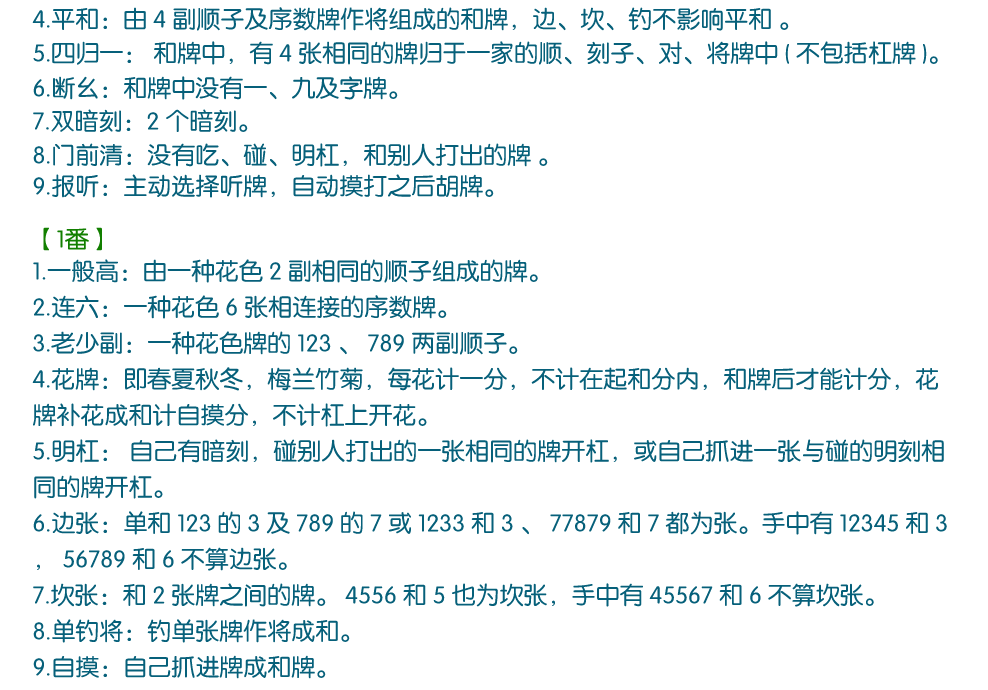 4.平和：由 4 副顺子及序数牌作将组成的和牌，边、坎、钓不影响平和 。
5.四归一： 和牌中，有 4 张相同的牌归于一家的顺、刻子、对、将牌中 ( 不包括杠牌 )。
6.断幺：和牌中没有一、九及字牌。
7.双暗刻：2 个暗刻。
8.门前清：没有吃、碰、明杠，和别人打出的牌 。
9.报听：主动选择听牌，自动摸打之后胡牌。
【 1番 】
1.一般高：由一种花色 2 副相同的顺子组成的牌。
2.连六：一种花色 6 张相连接的序数牌。
3.老少副：一种花色牌的 123 、 789 两副顺子。
4.花牌：即春夏秋冬，梅兰竹菊，每花计一分，不计在起和分内，和牌后才能计分，花
牌补花成和计自摸分，不计杠上开花。
5.明杠： 自己有暗刻，碰别人打出的一张相同的牌开杠，或自己抓进一张与碰的明刻相
同的牌开杠。
6.边张：单和 123 的 3 及 789 的 7 或 1233 和 3 、 77879 和 7 都为张。手中有 12345 和 3
， 56789 和 6 不算边张。
7.坎张：和 2 张牌之间的牌。 4556 和 5 也为坎张，手中有 45567 和 6 不算坎张。
8.单钓将：钓单张牌作将成和。
9.自摸：自己抓进牌成和牌。